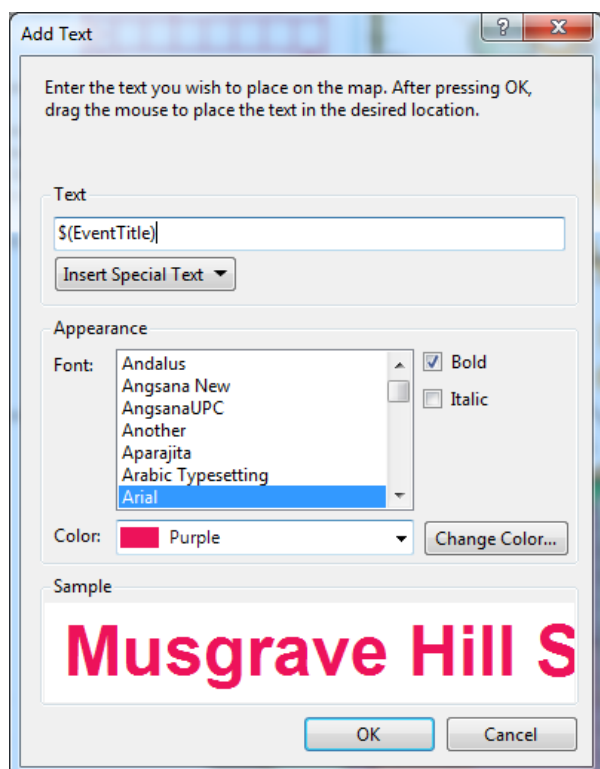 Add Text
?
X
Enter the text you wish to place on the map. After pressing OK,
drag the mouse to place the text in the desired location.
Text
$(EventTitle)
Insert Special Text
Appearance
Font:
Andalus
Angsana New
AngsanaUPC
Another
Aparajita
Arabic Typesetting
Arial
Bold
Italic
Color:
Purple
Change Color...
Sample
Musgrave Hill S
OK
Cancel